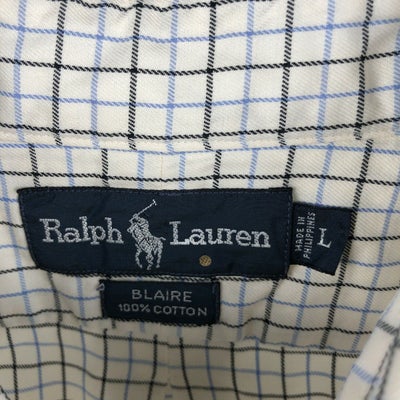 Ralph Lauren
MADE IN
PHILIPPINES
L
BLAIRE
100% COTTON